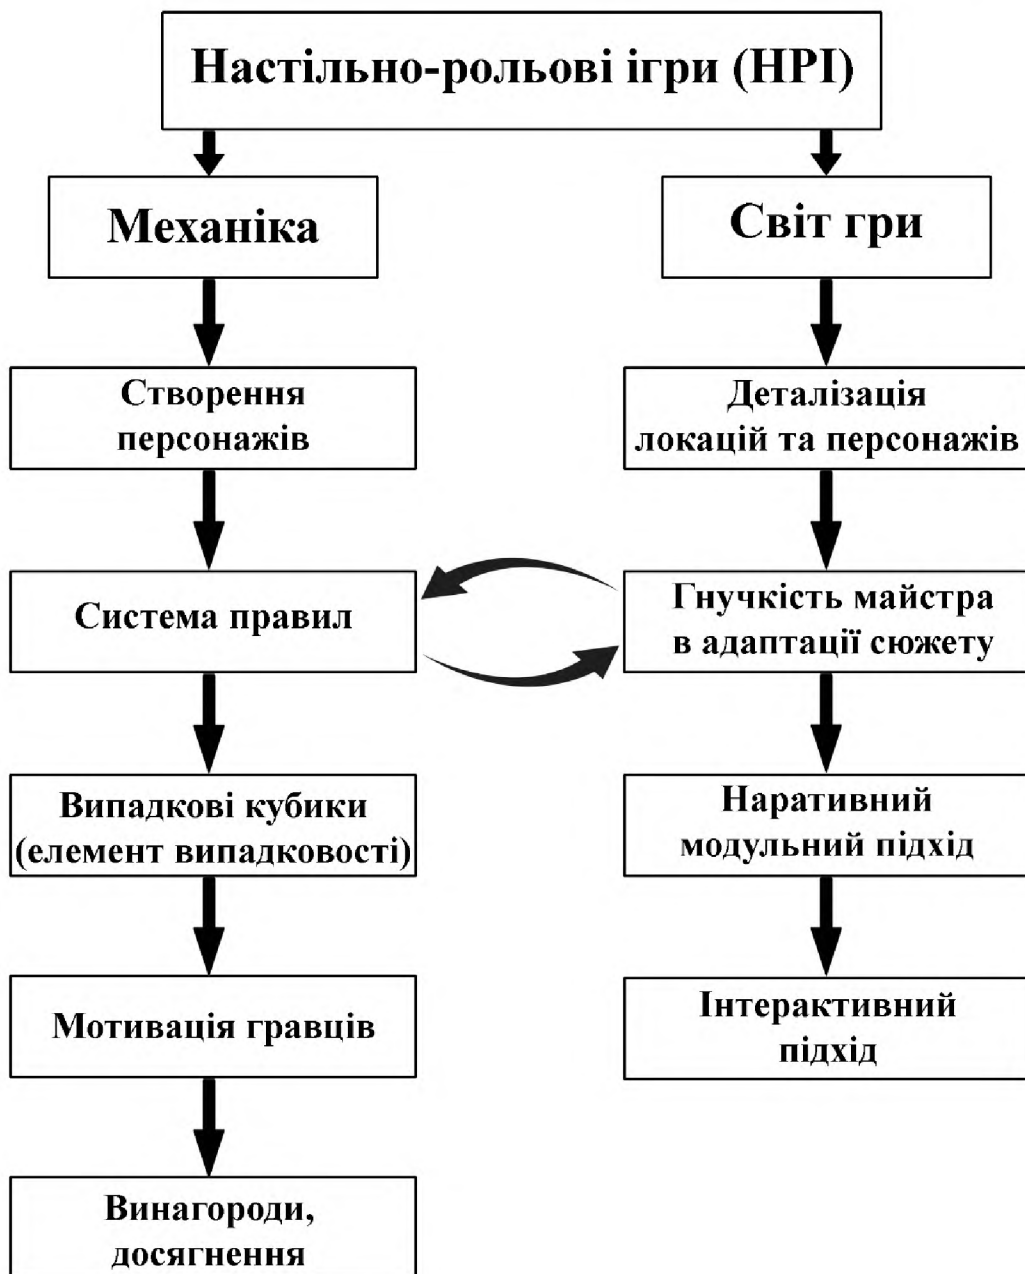 Настільно-рольові ігри (НРІ)
Механіка
Світ гри
Створення
персонажів
Деталізація
локацій та персонажів
Система правил
Гнучкість майстра
в адаптації сюжету
Випадкові кубики
(елемент випадковості)
Наративний
модульний підхід
Мотивація гравців
Інтерактивний
підхід
Винагороди,
досягнення